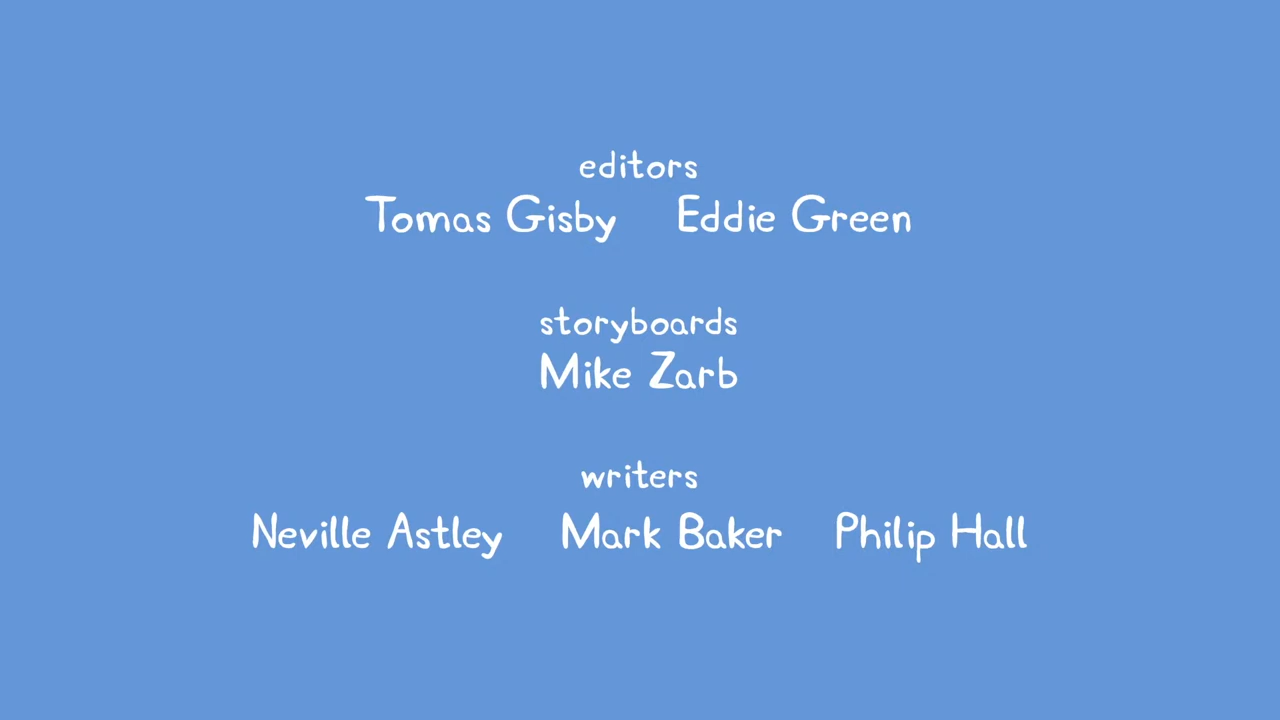 editors
Tomas Gisby Eddie Green
storyboards
Mike Zarb
writers
Neville Astley Mark Baker Philip Hall